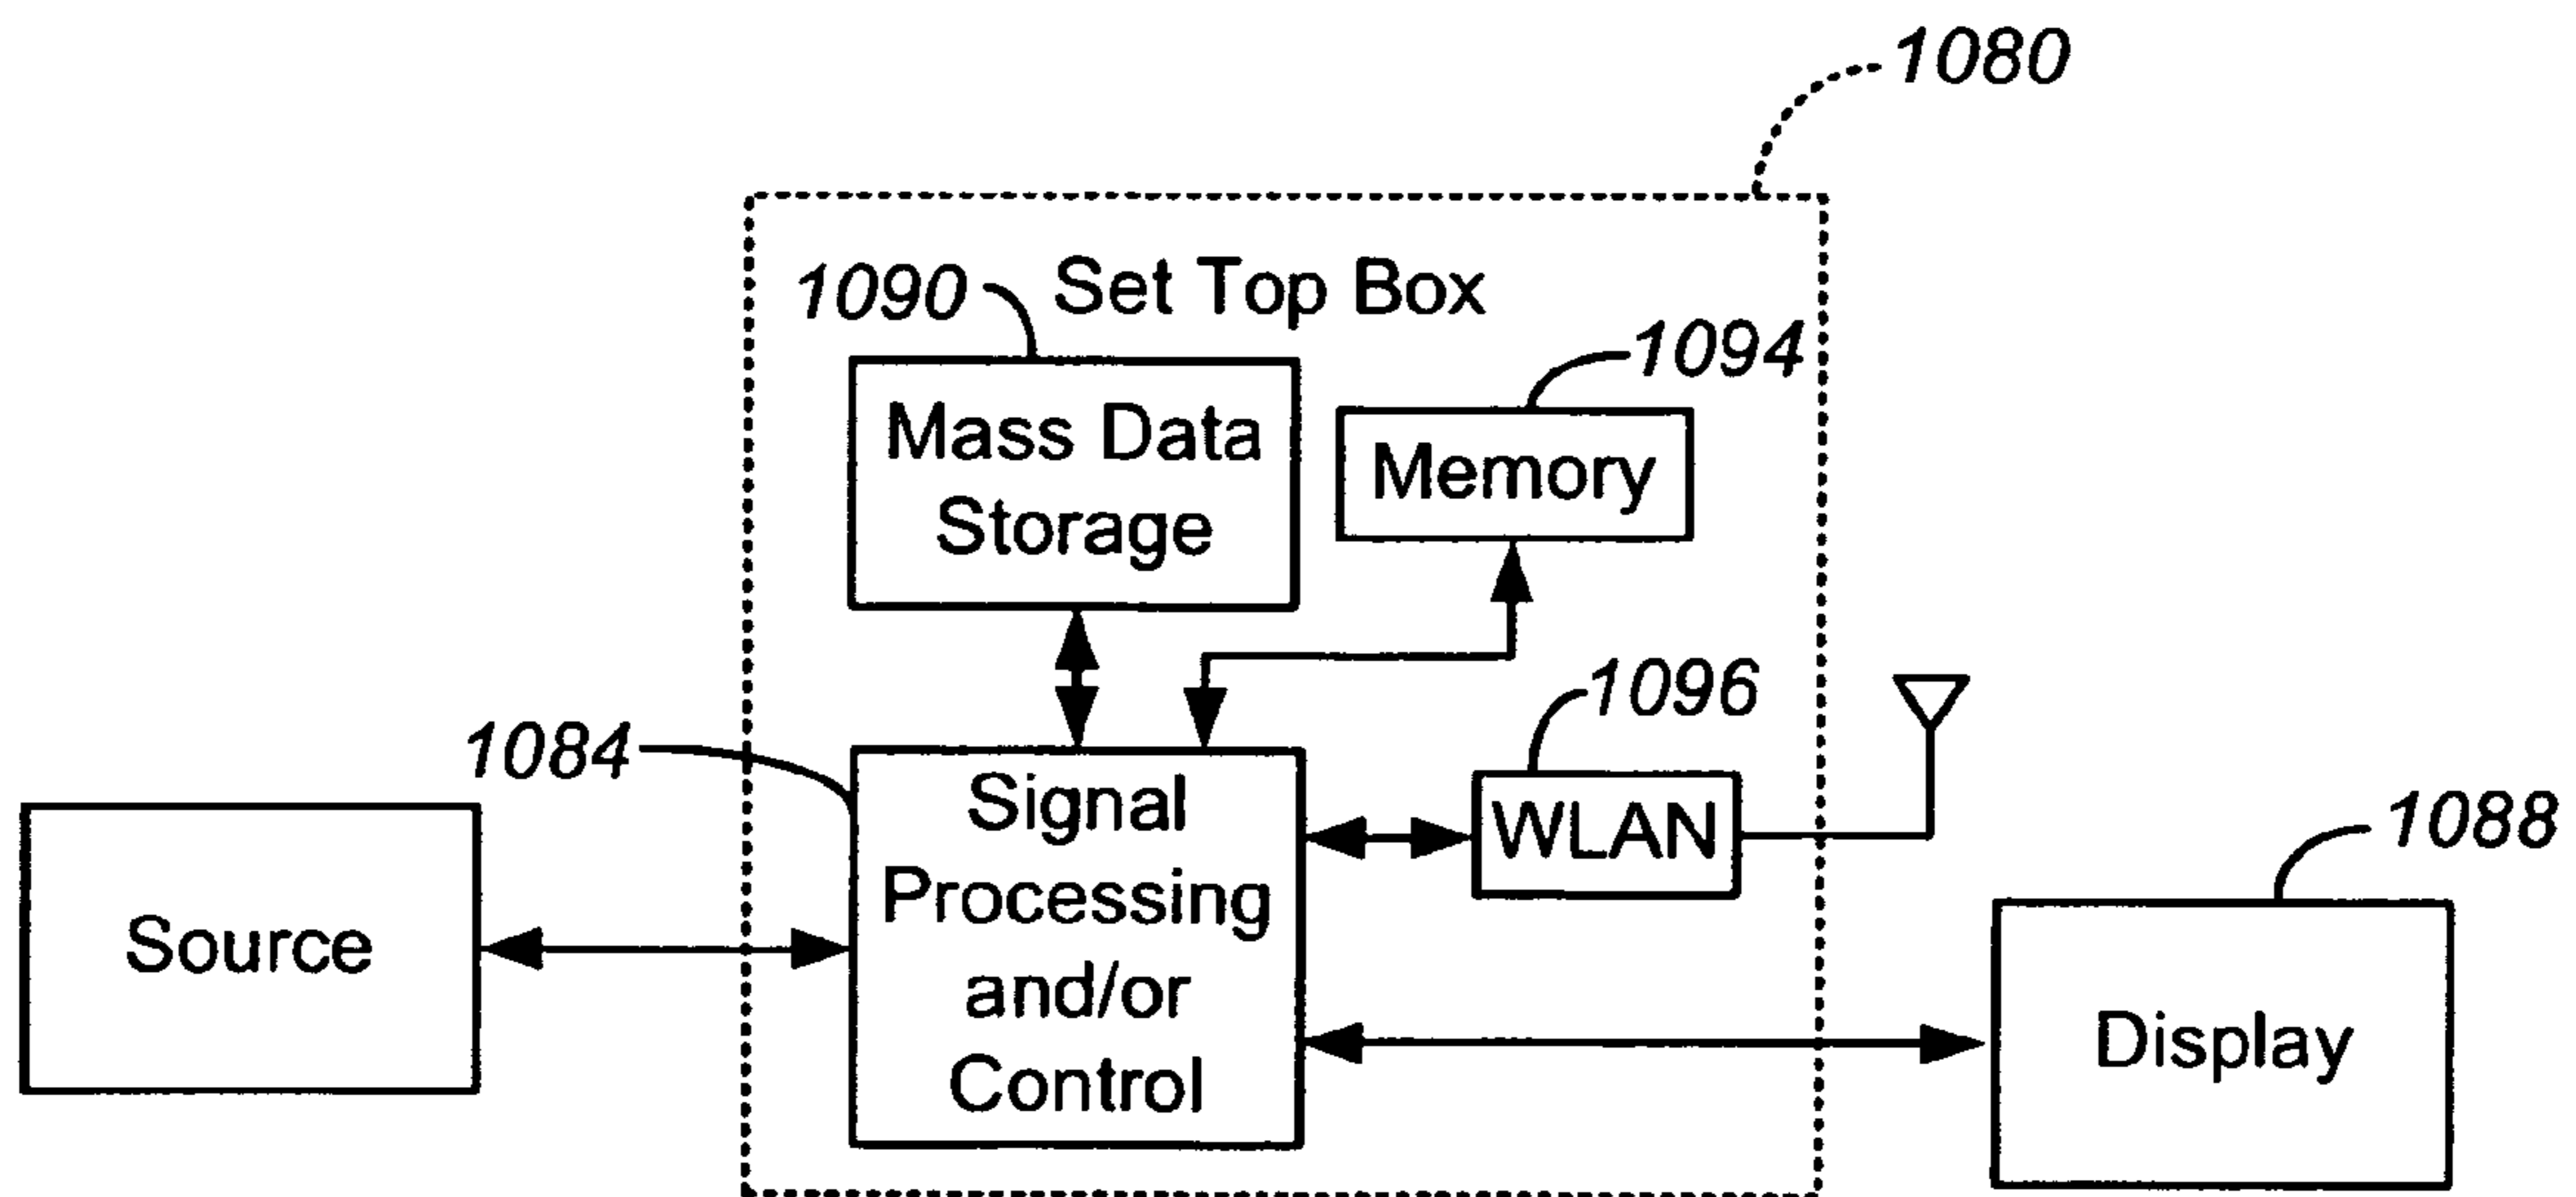 1080
Set Top Box
1090
1094
Mass Data
Storage
Memory
1096
1084
Signal
Processing
and/or
Control
WLAN
1088
Source
Display